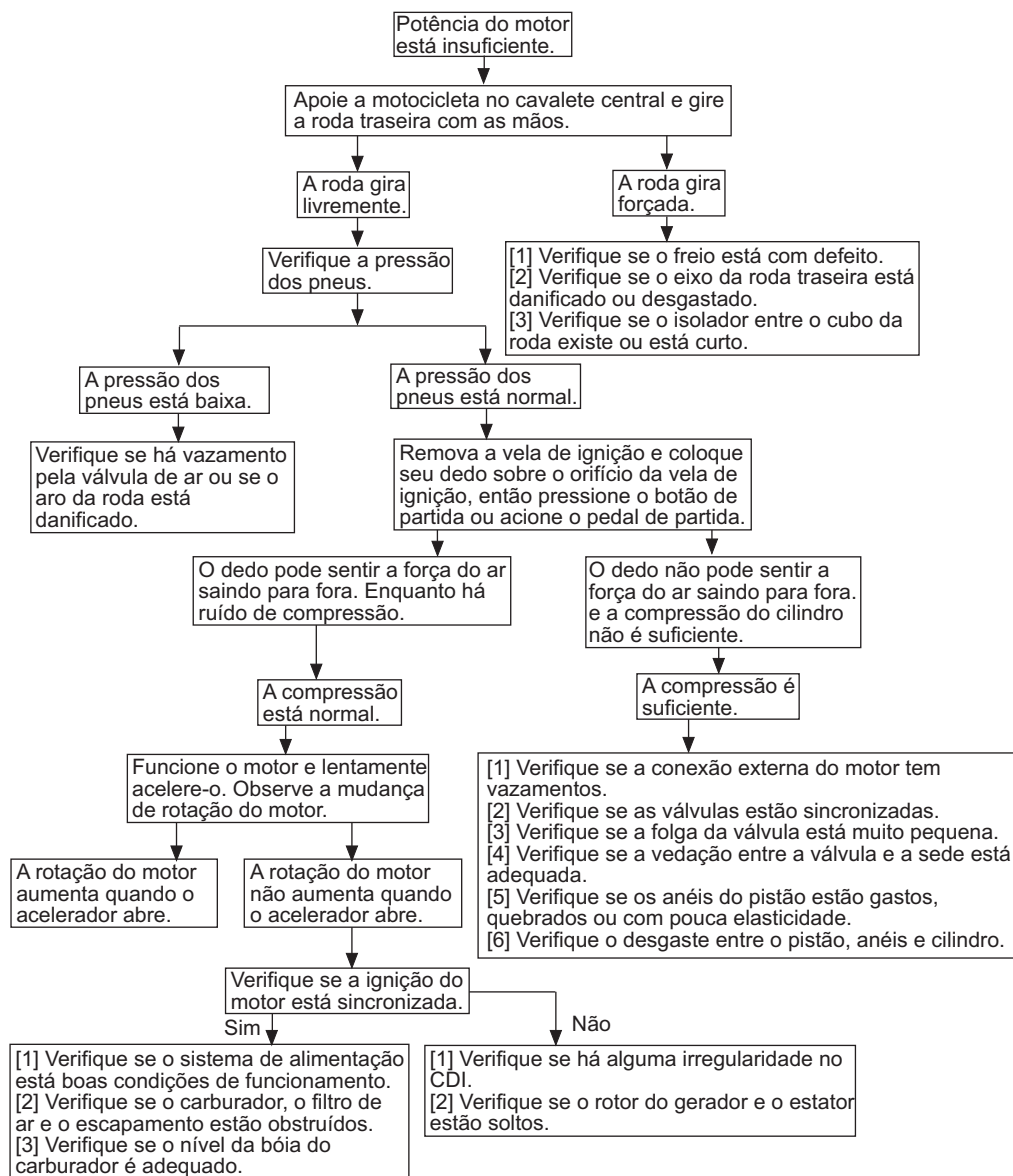 Potência do motor
está insuficiente.
Apoie a motocicleta no cavalete central e gire
a roda traseira com as mãos.
A roda gira
livremente.
A roda gira
forçada.
Verifique a pressão
dos pneus.
[1] Verifique se o freio está com defeito.
[2] Verifique se o eixo da roda traseira está
danificado ou desgastado.
[3] Verifique se o isolador entre o cubo da
roda existe ou está curto.
A pressão dos
pneus está baixa.
A pressão dos
pneus está normal.
Verifique se há vazamento
pela válvula de ar ou se o
aro da roda está
danificado.
Remova a vela de ignição e coloque
seu dedo sobre o orifício da vela de
ignição, então pressione o botão de
partida ou acione o pedal de partida.
O dedo pode sentir a força do ar
saindo para fora. Enquanto há
ruído de compressão.
O dedo não pode sentir a
força do ar saindo para fora.
e a compressão do cilindro
não é suficiente.
A compressão
está normal.
A compressão é
suficiente.
Funcione o motor e lentamente
acelere-o. Observe a mudança
de rotação do motor.
[1] Verifique se a conexão externa do motor tem
vazamentos.
[2] Verifique se as válvulas estão sincronizadas.
[3] Verifique se a folga da válvula está muito pequena.
[4] Verifique se a vedação entre a válvula e a sede está
adequada.
[5] Verifique se os anéis do pistão estão gastos,
quebrados ou com pouca elasticidade.
[6] Verifique o desgaste entre o pistão, anéis e cilindro.
A rotação do motor
aumenta quando o
acelerador abre.
A rotação do motor
não aumenta quando
o acelerador abre.
Verifique se a ignição do
motor está sincronizada.
Sim
Não
[1] Verifique se o sistema de alimentação
está boas condições de funcionamento.
[2] Verifique se o carburador, o filtro de
ar e o escapamento estão obstruídos.
[3] Verifique se o nível da bóia do
carburador é adequado.
[1] Verifique se há alguma irregularidade no
CDI.
[2] Verifique se o rotor do gerador e o estator
estão soltos.